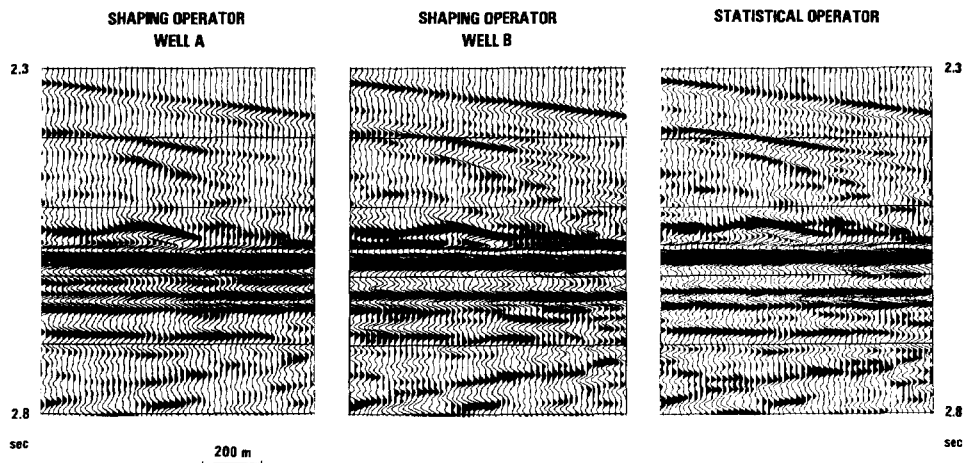 SHAPING OPERATOR
WELL A
SHAPING OPERATOR
WELL B
STATISTICAL OPERATOR
2.3
2.3
2.8
2.8
sec
sec
200 m